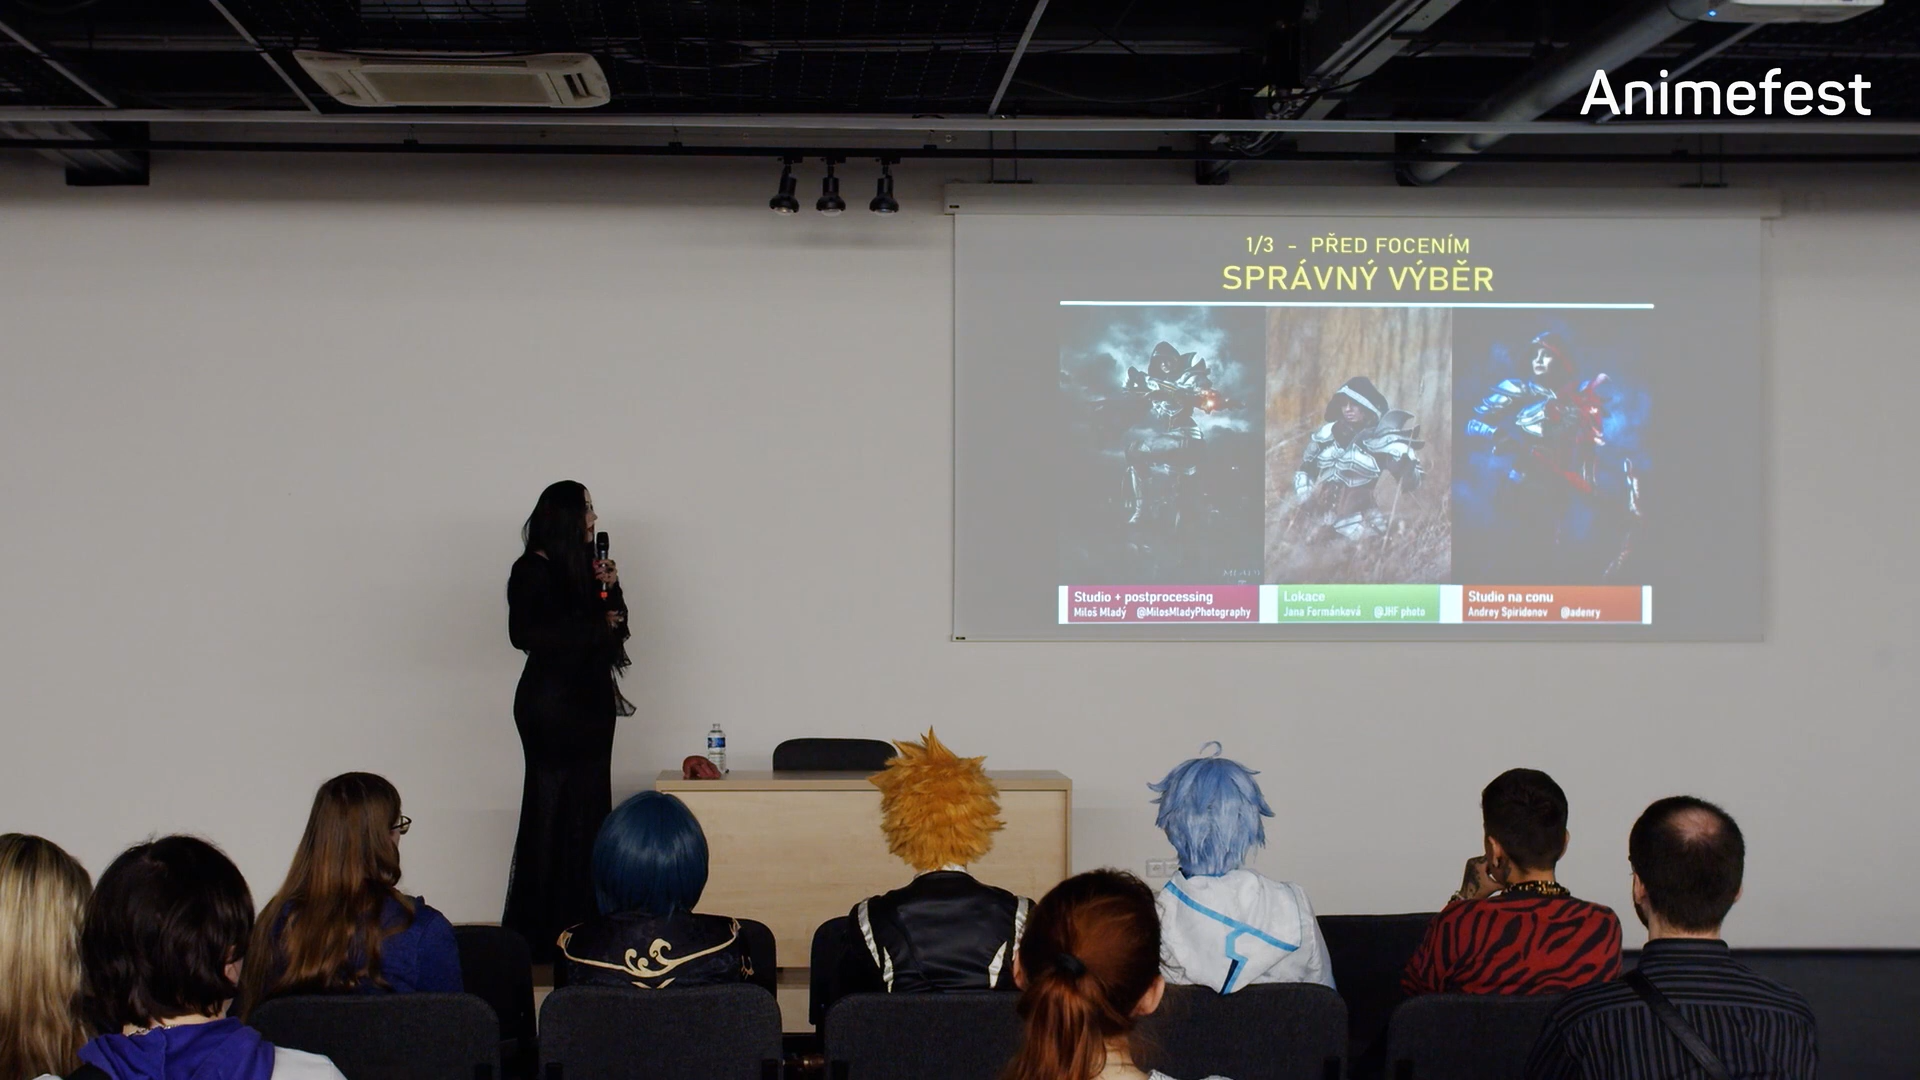 Animefest
1/3 - PŘED FOCENÍM
SPRÁVNÝ VÝBĚR
Studio + postprocessing
Miloš Mladý @MilosMladyPhotography
Lokace
Jana Formánková @JHF photo
Studio na conu
Andrey Spiridonov @adenry